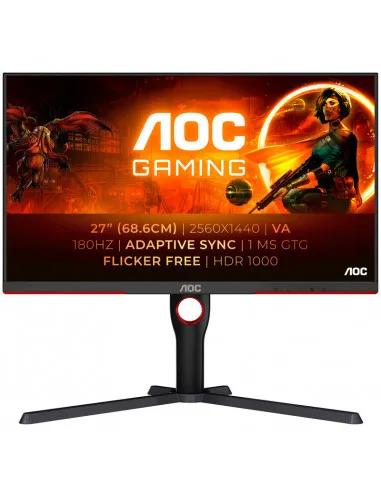 AOC
GAMING
27" (68.6CM) | 2560X1440 | VA
180HZ | ADAPTIVE SYNC | 1 MS GTG
FLICKER FREE | HDR 1000
AOC
AOC